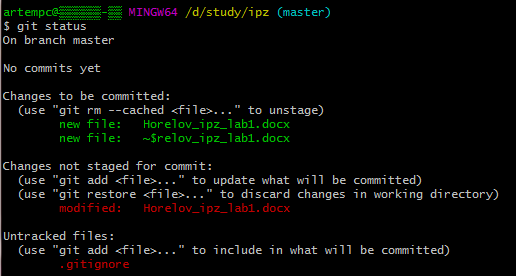 artempc@▒▒▒▒▒▒-▒▒ MINGW64 /d/study/ipz (master)
$ git status
On branch master
No commits yet
Changes to be committed:
(use "git rm --cached <file>..." to unstage)
new file: Horelov_ipz_lab1.docx
new file: ~$relov_ipz_lab1.docx
Changes not staged for commit:
(use "git add <file>..." to update what will be committed)
(use "git restore <file>..." to discard changes in working directory)
modified: Horelov_ipz_lab1.docx
Untracked files:
(use "git add <file>..." to include in what will be committed)
.gitignore